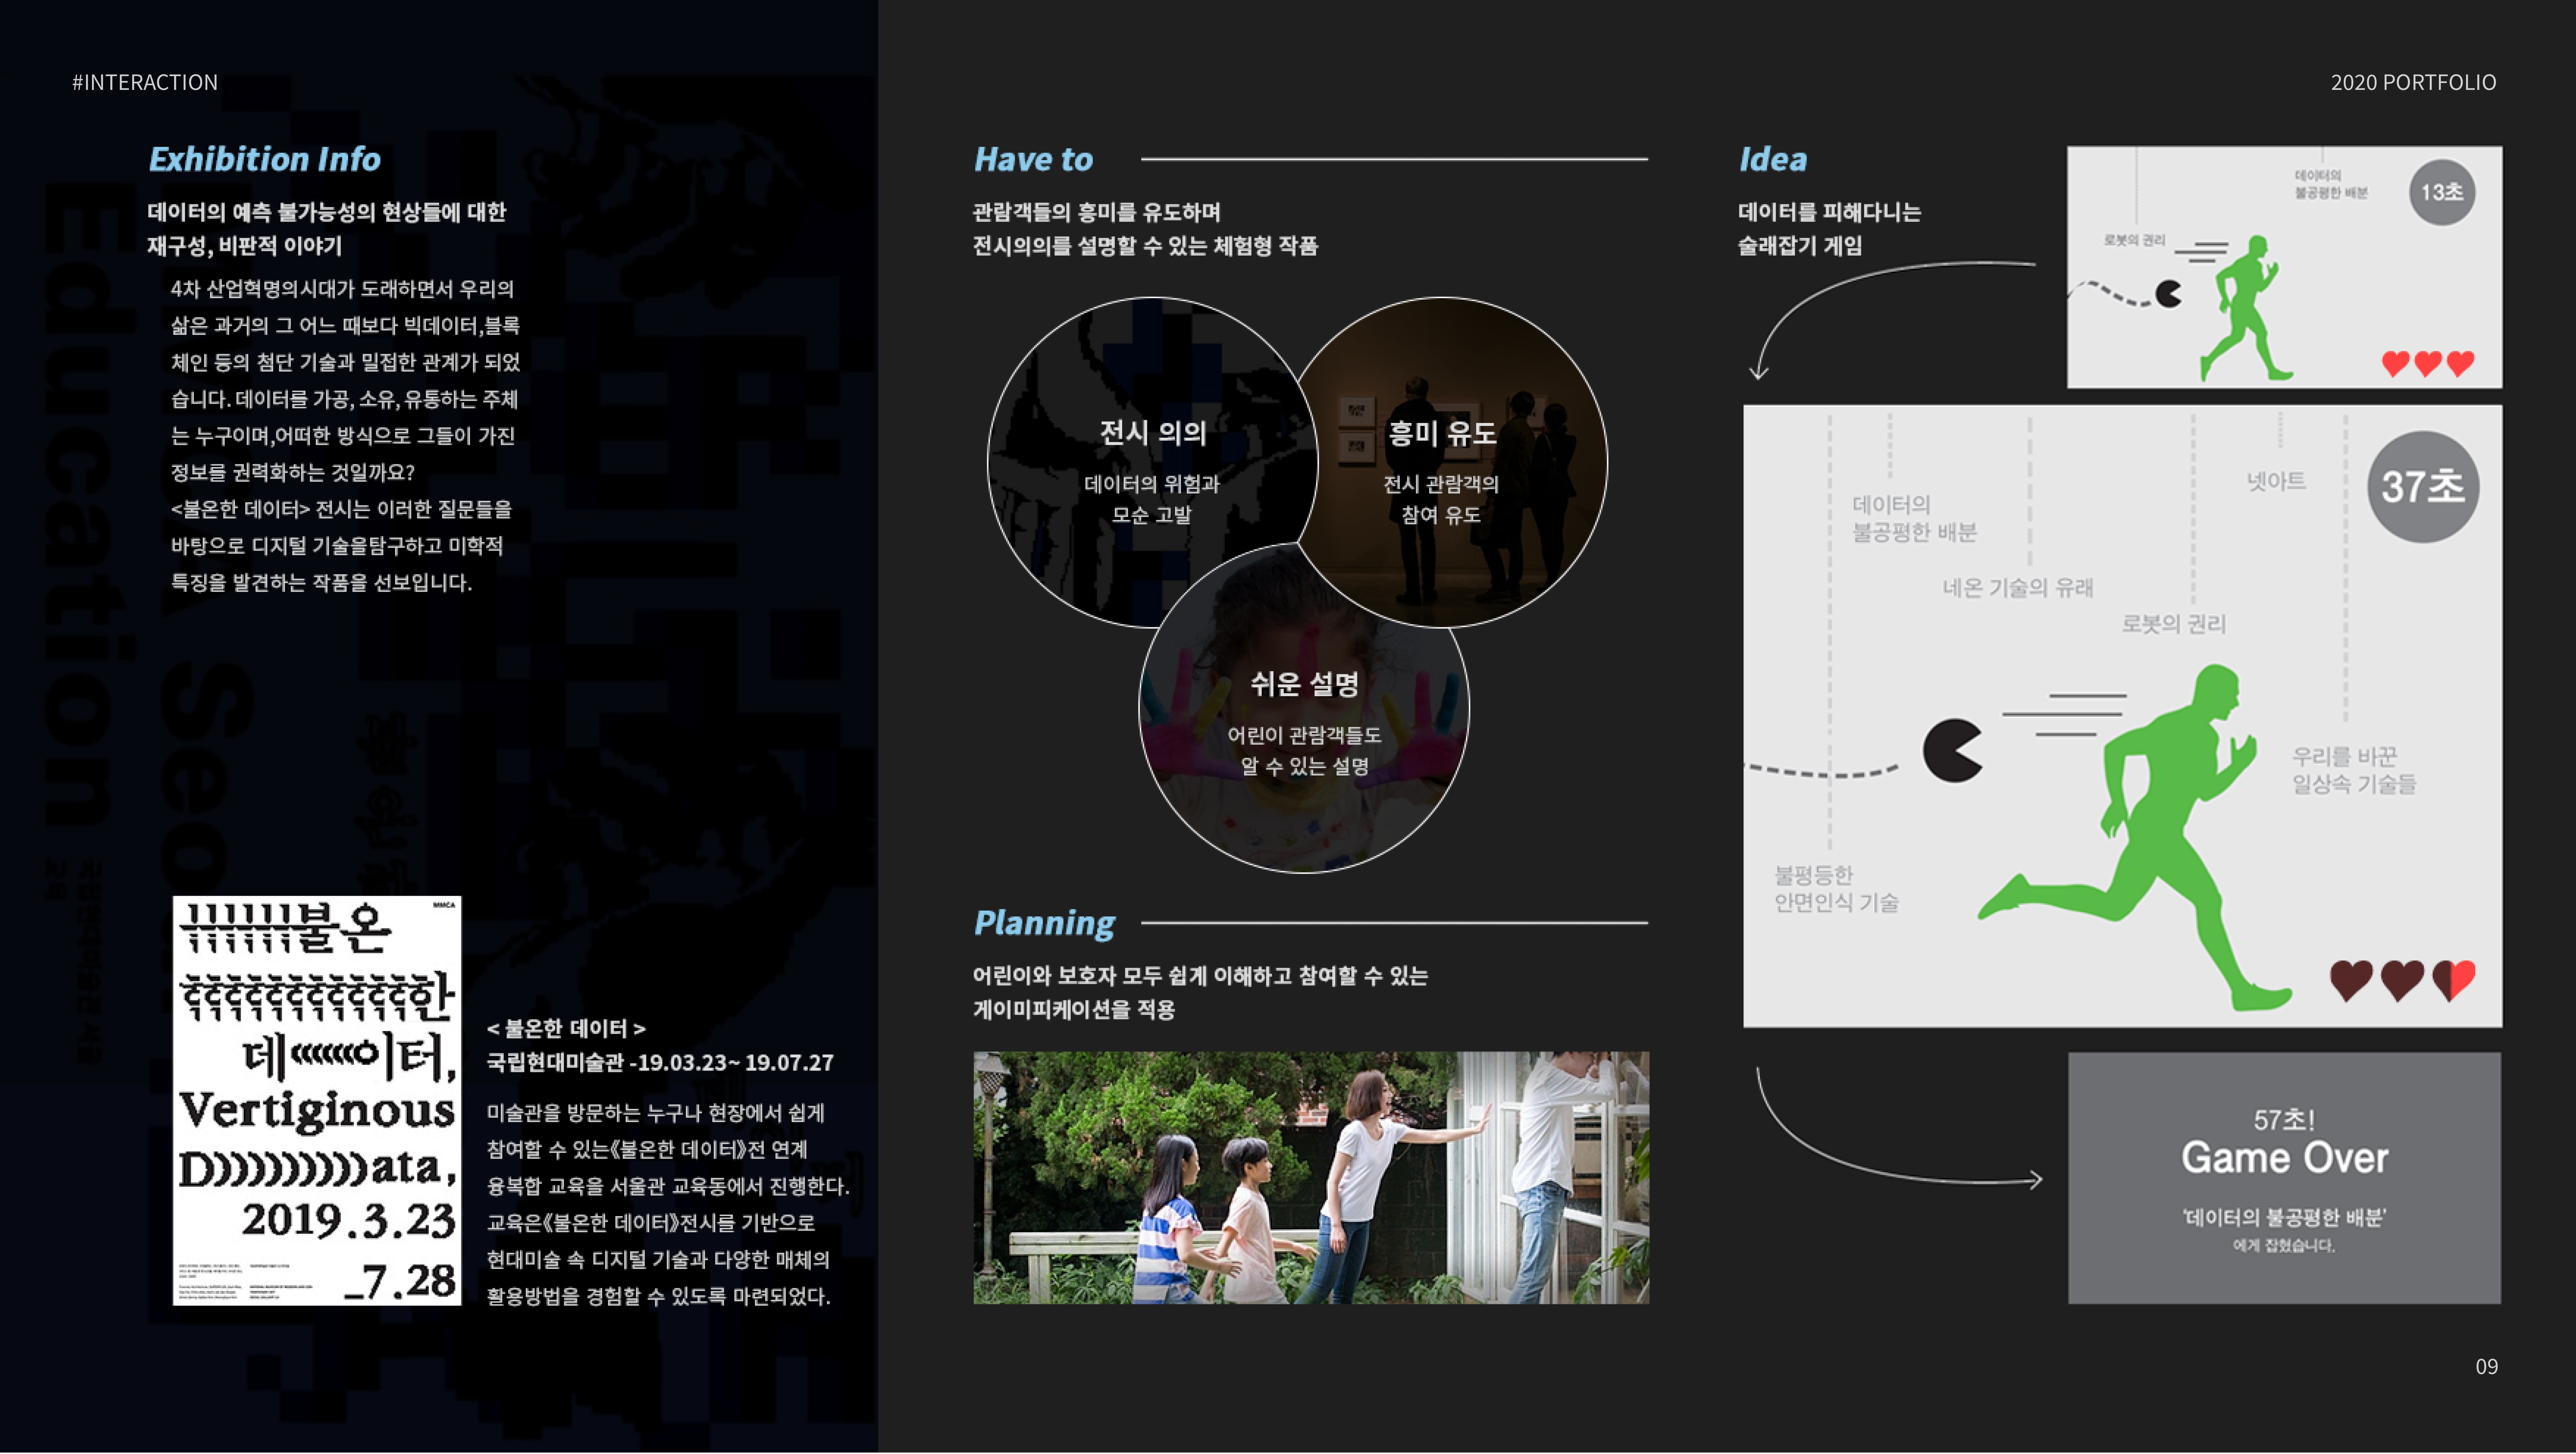 #INTERACTION
2020 PORTFOLIO
Exhibition Info
데이터의 예측 불가능성의 현상들에 대한
재구성, 비판적 이야기
4차 산업혁명의시대가 도래하면서 우리의
삶은 과거의 그 어느 때보다 빅데이터,블록
체인 등의 첨단 기술과 밀접한 관계가 되었
습니다. 데이터를 가공, 소유, 유통하는 주체
는 누구이며,어떠한 방식으로 그들이 가진
정보를 권력화하는 것일까요?
<불온한 데이터> 전시는 이러한 질문들을
바탕으로 디지털 기술을탐구하고 미학적
특징을 발견하는 작품을 선보입니다.
Education
Seo
MMCA
불온
한
데이터,
Vertiginous
D))))))))))ata,
2019.3.23
_7.28
< 불온한 데이터 >
국립현대미술관 -19.03.23~ 19.07.27
미술관을 방문하는 누구나 현장에서 쉽게
참여할 수 있는《불온한 데이터》전 연계
융복합 교육을 서울관 교육동에서 진행한다.
교육은《불온한 데이터》전시를 기반으로
현대미술 속 디지털 기술과 다양한 매체의
활용방법을 경험할 수 있도록 마련되었다.
Have to
관람객들의 흥미를 유도하며
전시의의를 설명할 수 있는 체험형 작품
전시 의의
데이터의 위험과
모순 고발
흥미 유도
전시 관람객의
참여 유도
쉬운 설명
어린이 관람객들도
알 수 있는 설명
Planning
어린이와 보호자 모두 쉽게 이해하고 참여할 수 있는
게이미피케이션을 적용
Idea
데이터를 피해다니는
술래잡기 게임
데이터의
불공평한 배분
13초
로봇의 권리
37초
넷아트
데이터의
불공평한 배분
네온 기술의 유래
로봇의 권리
우리를 바꾼
일상속 기술들
불평등한
안면인식 기술
57초!
Game Over
'데이터의 불공평한 배분'
에게 잡혔습니다.
09